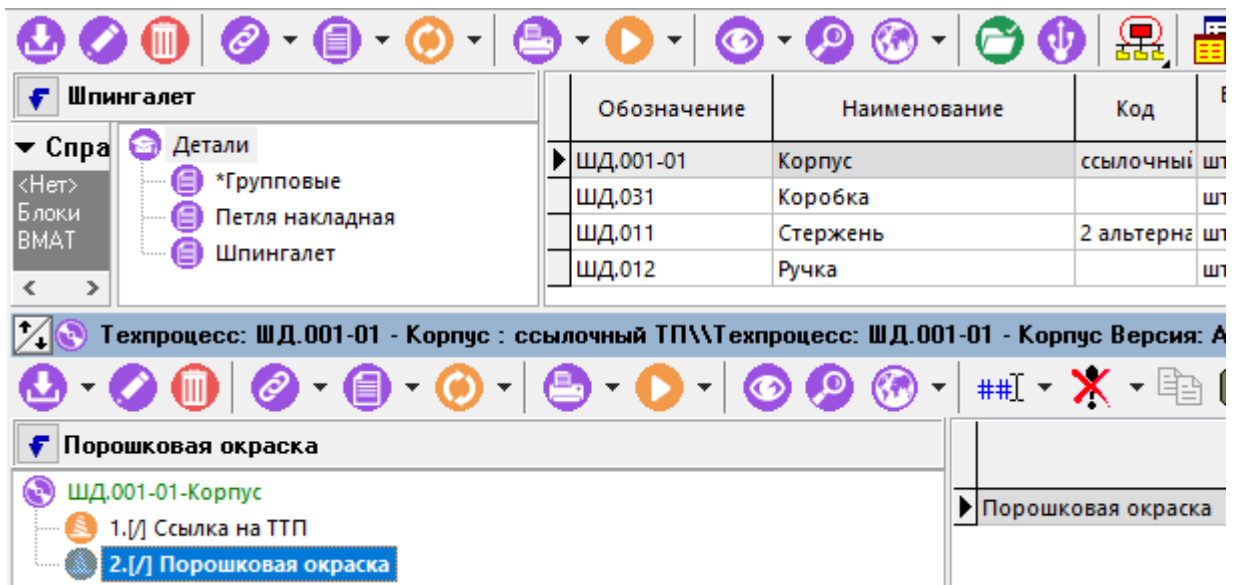 Шпингалет
Спра
<Нет>
Блоки
ВМАТ
Детали
*Групповые
Петля накладная
Шпингалет
Обозначение Наименование Код
ШД.001-01 Корпус ссылочный шт
ШД.031 Коробка шт
ШД.011 Стержень 2 альтерна шт
ШД.012 Ручка шт
Техпроцесс: ШД.001-01 - Корпус : ссылочный ТП\\Техпроцесс: ШД.001-01 - Корпус Версия: А
##
Порошковая окраска
ШД.001-01-Корпус
1.[/] Ссылка на ТТП
2.[/] Порошковая окраска
Порошковая окраска